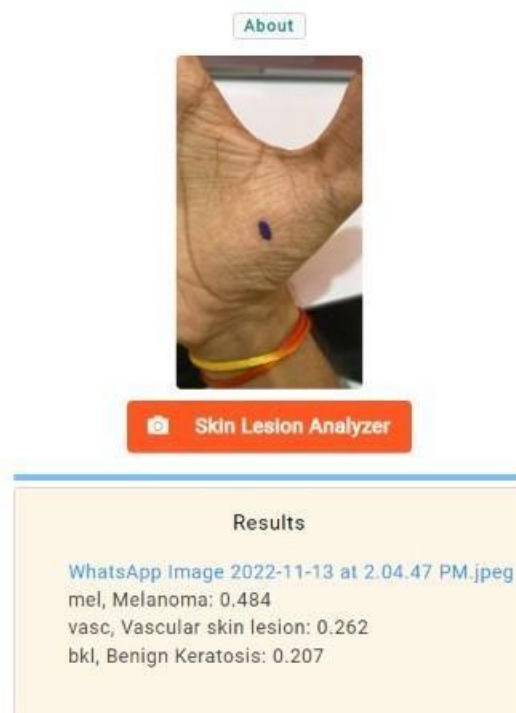 About
Skin Lesion Analyzer
Results
WhatsApp Image 2022-11-13 at 2.04.47 PM.jpeg
mel, Melanoma: 0.484
vasc, Vascular skin lesion: 0.262
bkl, Benign Keratosis: 0.207